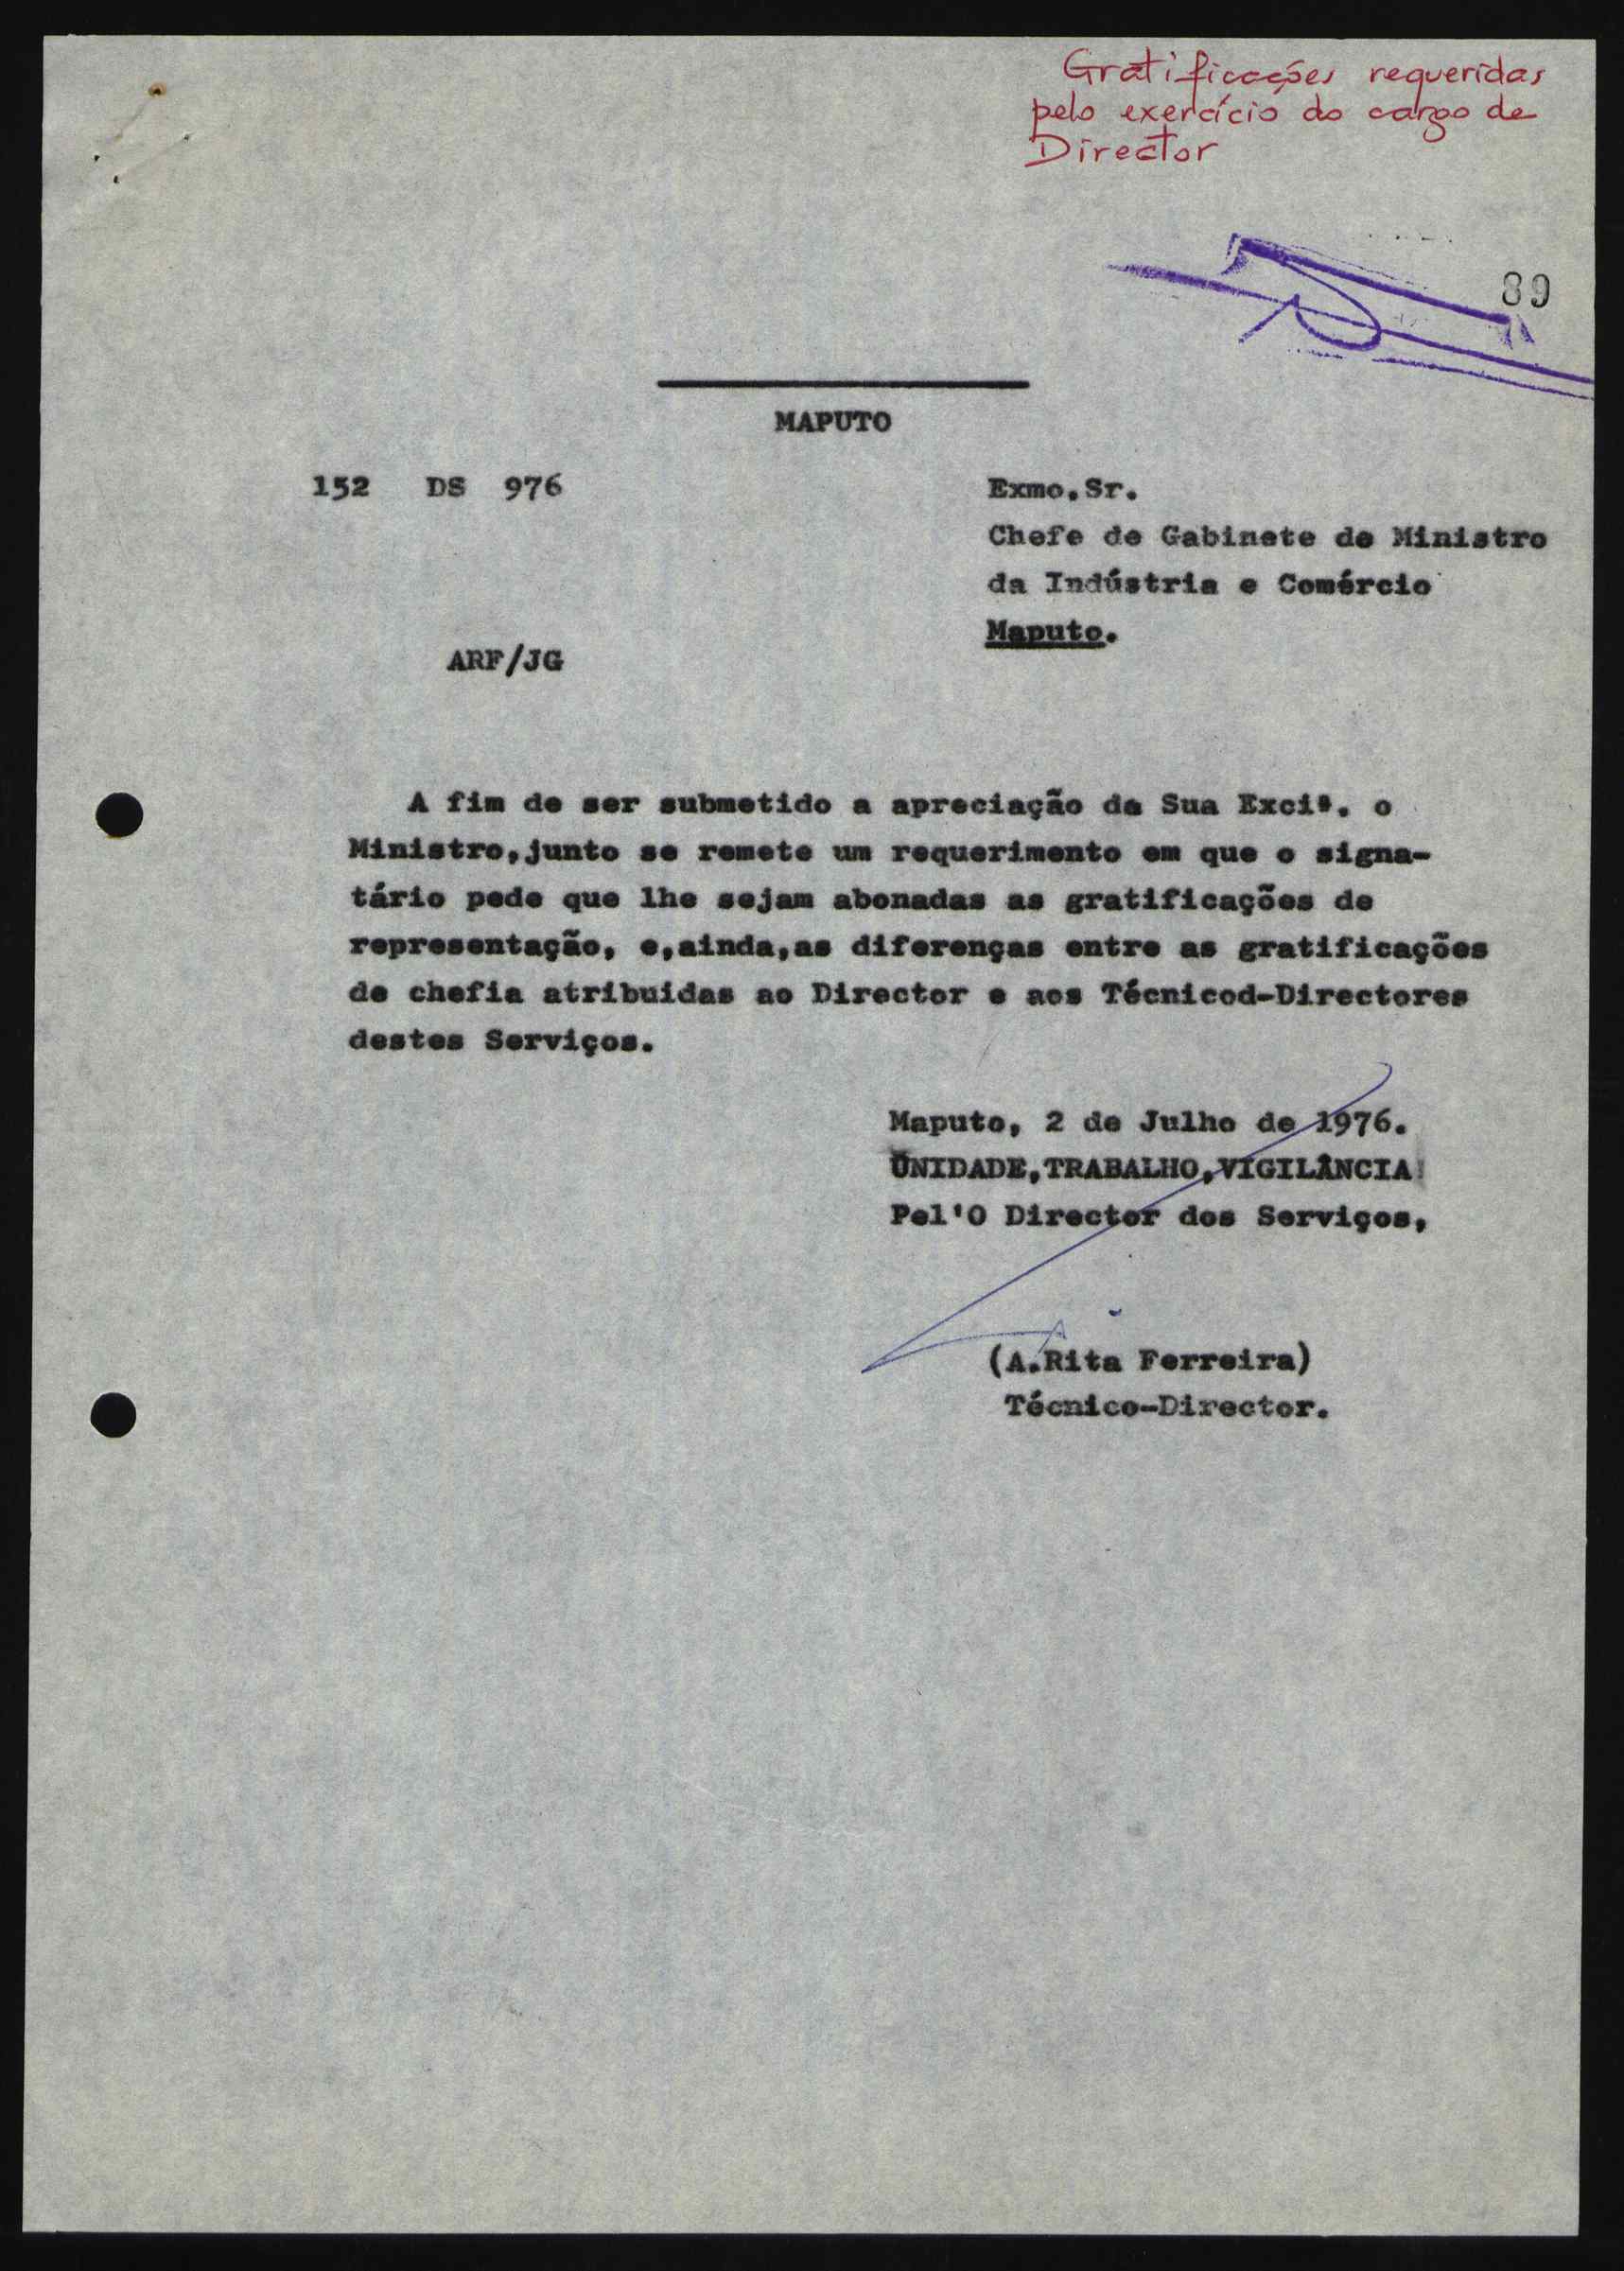 Gratificações requeridas
pelo exercício do cargo de
Director
89
MAPUTO
152 DS 976
Exmo.Sr.
Chefe de Gabinete do Ministro
da Indústria e Comércio
Maputo.
ARF/JG
A fim de ser submetido a apreciação da Sua Exciª. o
Ministro,junto se remete um requerimento em que o signa-
tário pede que lhe sejam abonadas as gratificações de
representação, e,ainda,as diferenças entre as gratificações
de chefia atribuidas ao Director e aos Técnicod-Directores
destes Serviços.
Maputo, 2 de Julho de 1976.
UNIDADE,TRABALHO,VIGILÂNCIA!
Pel'O Director dos Serviços,
(A.Rita Ferreira)
Técnico-Director.